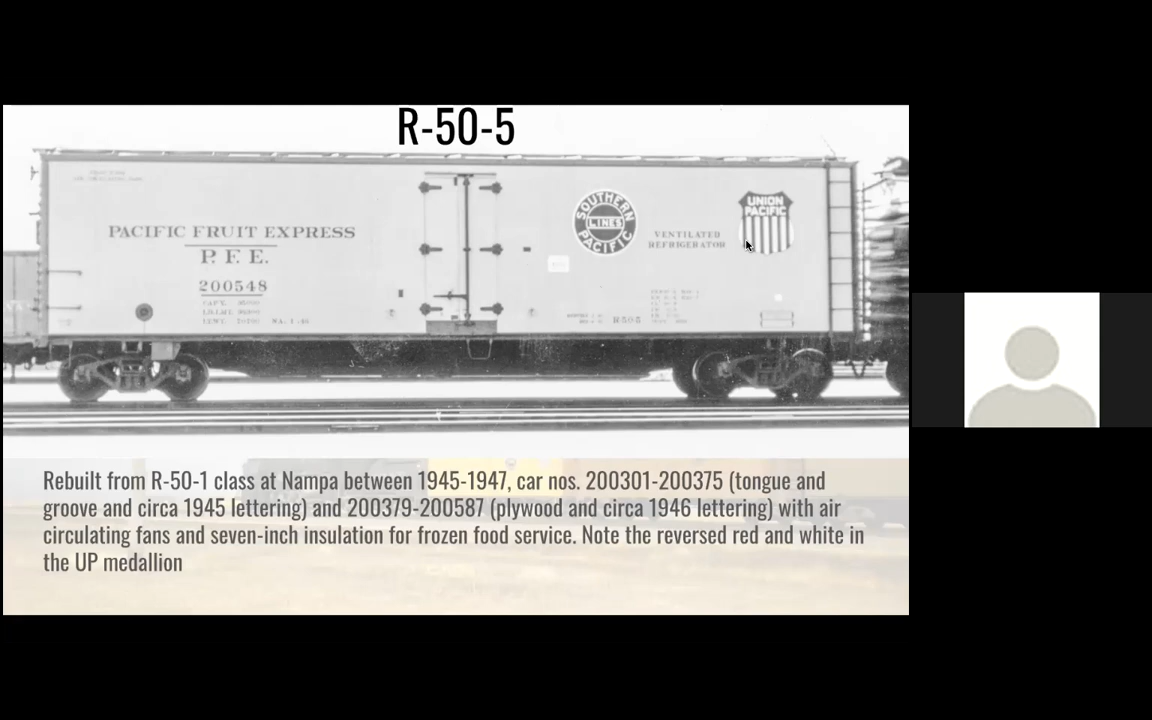 R-50-5
PACIFIC FRUIT EXPRESS
P. F. E.
200548
SOUTHERN
LINES
PACIFIC
VENTILATED
REFRIGERATOR
UNION
PACIFIC
Rebuilt from R-50-1 class at Nampa between 1945-1947, car nos. 200301-200375 (tongue and
groove and circa 1945 lettering) and 200379-200587 (plywood and circa 1946 lettering) with air
circulating fans and seven-inch insulation for frozen food service. Note the reversed red and white in
the UP medallion